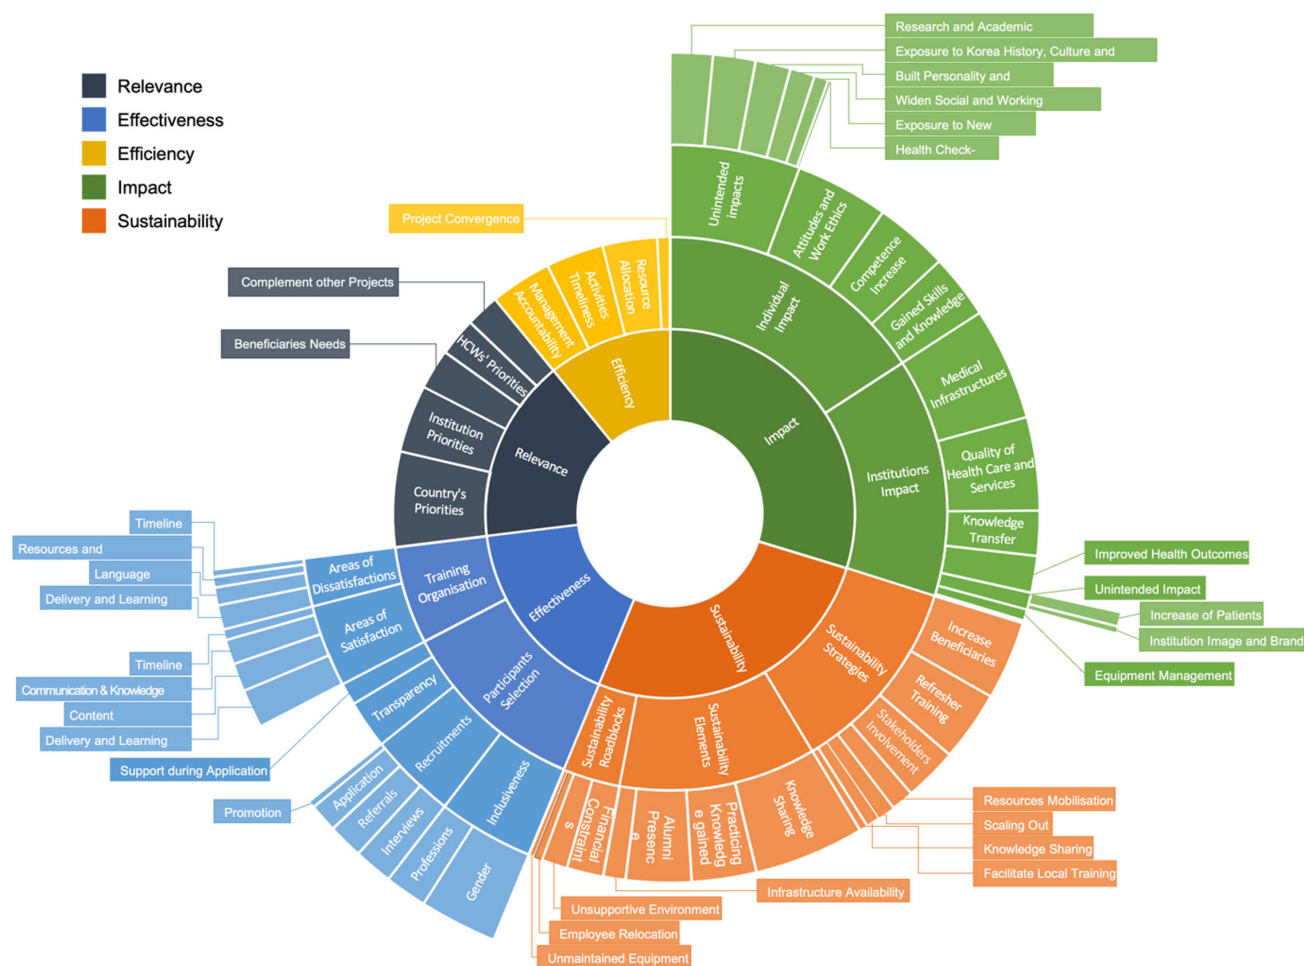 Relevance
Effectiveness
Efficiency
Impact
Sustainability
Research and Academic
Exposure to Korea History, Culture and
Built Personality and
Widen Social and Working
Exposure to New
Health Check-
Unintended
impacts
Attitudes and
Work Ethics
Competence
Increase
Gained Skills
and Knowledge
Individual
Impact
Medical
Infrastructures
Quality of
Health Care and
Services
Knowledge
Transfer
Institutions
Impact
Impact
Improved Health Outcomes
Unintended Impact
Increase of Patients
Institution Image and Brand
Equipment Management
Project Convergence
Resource
Allocation
Activities
Timeliness
Management
Accountability
Efficiency
Complement other Projects
HCWs' Priorities
Beneficiaries Needs
Institution
Priorities
Country's
Priorities
Relevance
Timeline
Resources and
Language
Delivery and Learning
Areas of
Dissatisfactions
Training
Organisation
Effectiveness
Areas of
Satisfaction
Timeline
Communication & Knowledge
Content
Delivery and Learning
Support during Application
Transparency
Participants
Selection
Recruitments
Inclusiveness
Promotion
Application
Referrals
Interviews
Professions
Gender
Sustainability
Sustainability
Strategies
Increase
Beneficiaries
Refresher
Training
Stakeholders
Involvement
Resources Mobilisation
Scaling Out
Knowledge Sharing
Facilitate Local Training
Sustainability
Elements
Knowledge
Sharing
Practicing
Knowledg
e gained
Alumni
Presenc
e
Infrastructure Availability
Sustainability
Roadblocks
Financial
Constraint
s
Unsupportive Environment
Employee Relocation
Unmaintained Equipment